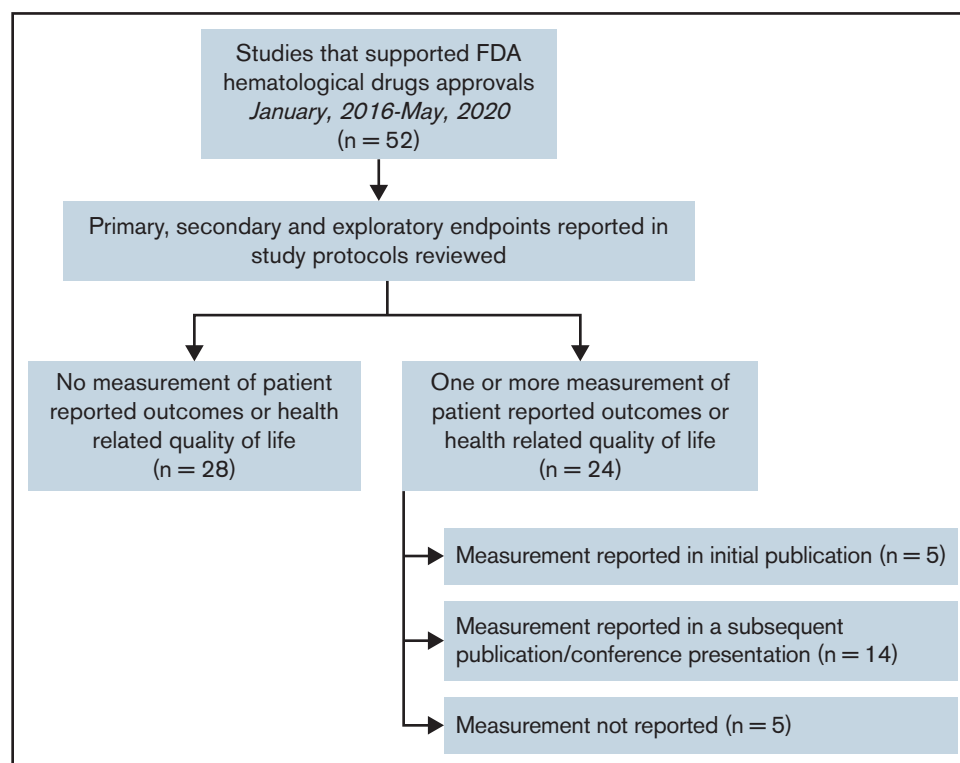 Studies that supported FDA
hematological drugs approvals
January, 2016-May, 2020
(n = 52)
Primary, secondary and exploratory endpoints reported in
study protocols reviewed
No measurement of patient
reported outcomes or health
related quality of life
(n = 28)
One or more measurement of
patient reported outcomes or
health related quality of life
(n = 24)
Measurement reported in initial publication (n = 5)
Measurement reported in a subsequent
publication/conference presentation (n = 14)
Measurement not reported (n = 5)